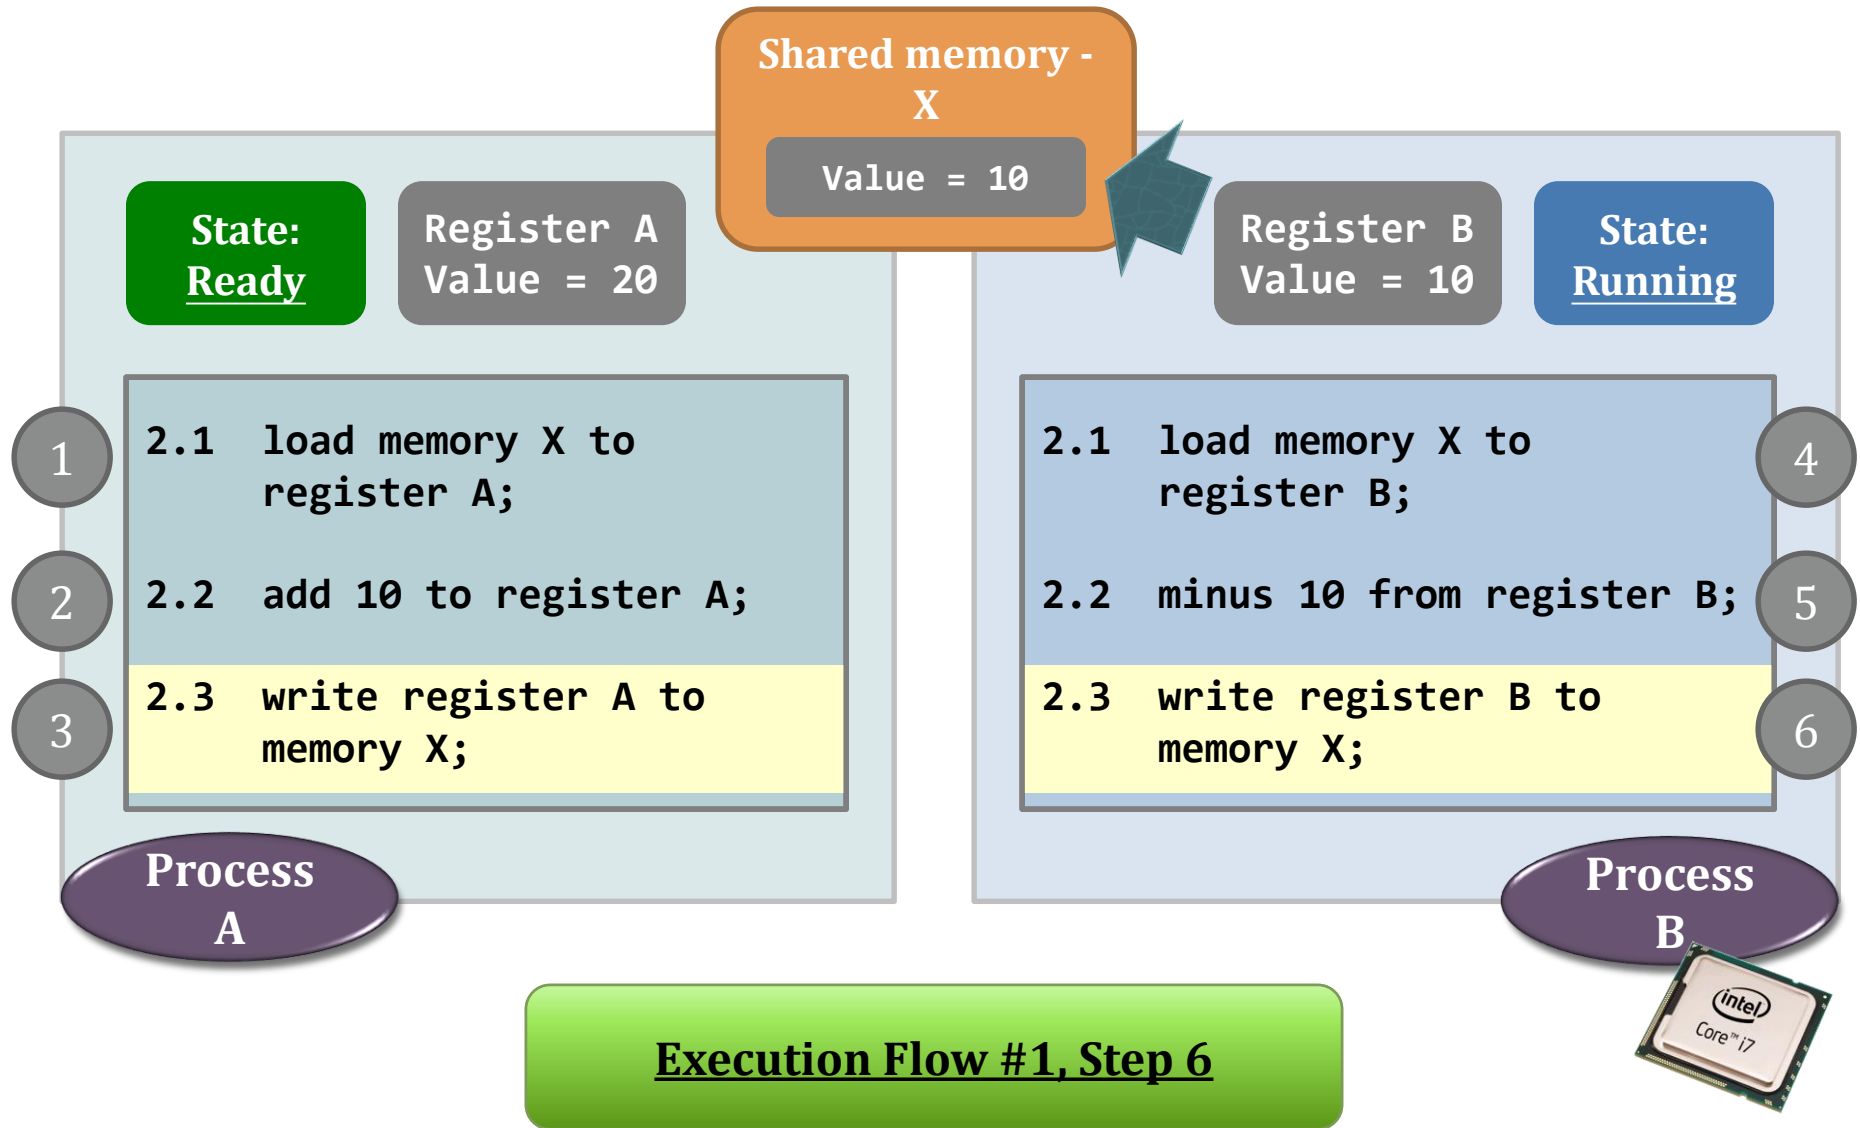 Shared memory -
X
Value = 10
State:
Ready
Register A
Value = 20
Register B
Value = 10
State:
Running
1
2.1 load memory X to
register A;
2
2.2 add 10 to register A;
3
2.3 write register A to
memory X;
2.1 load memory X to
register B;
4
2.2 minus 10 from register B;
5
2.3 write register B to
memory X;
6
Process
A
Process
B
Execution Flow #1, Step 6
intel
Core™ i7